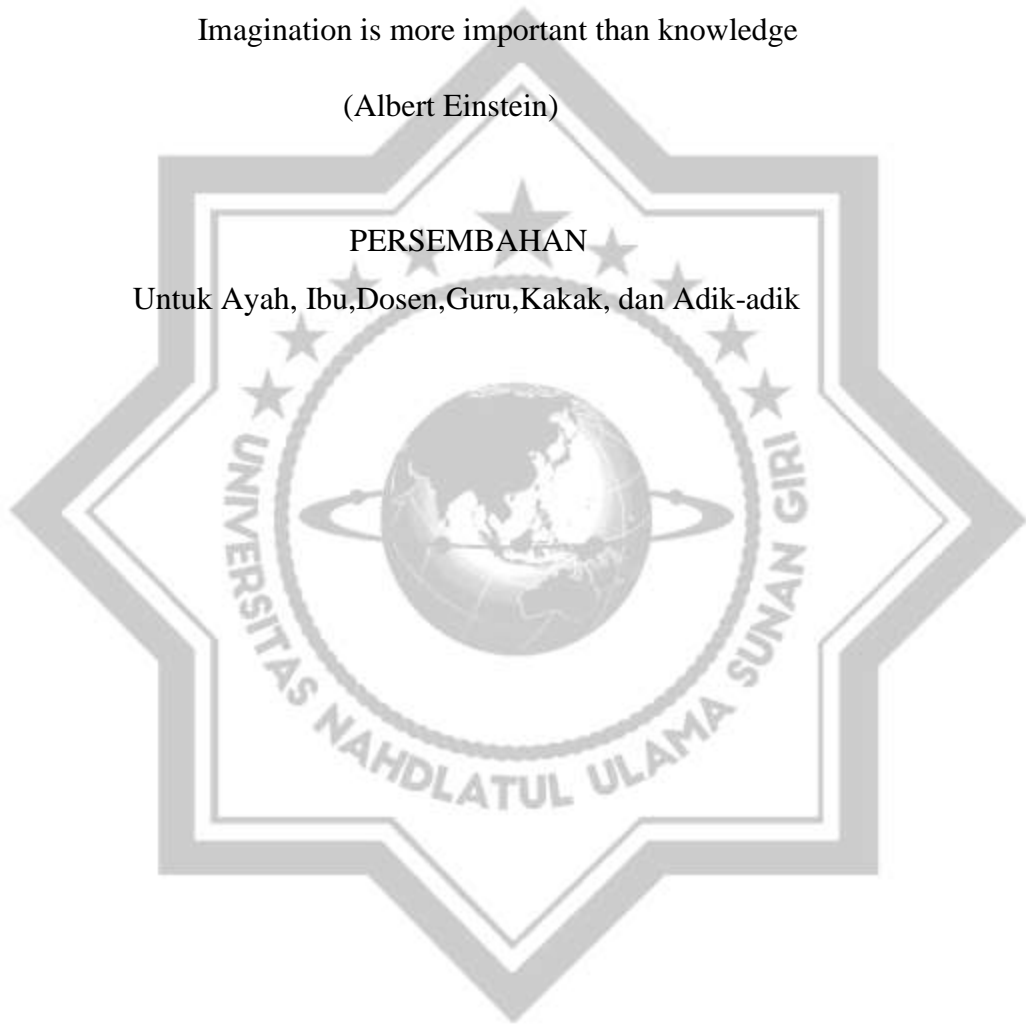 Imagination is more important than knowledge
(Albert Einstein)
PERSEMBAHAN
Untuk Ayah, Ibu,Dosen,Guru,Kakak, dan Adik-adik
UNIVERSITAS NAHDLATUL ULAMA SUNAN GIRI